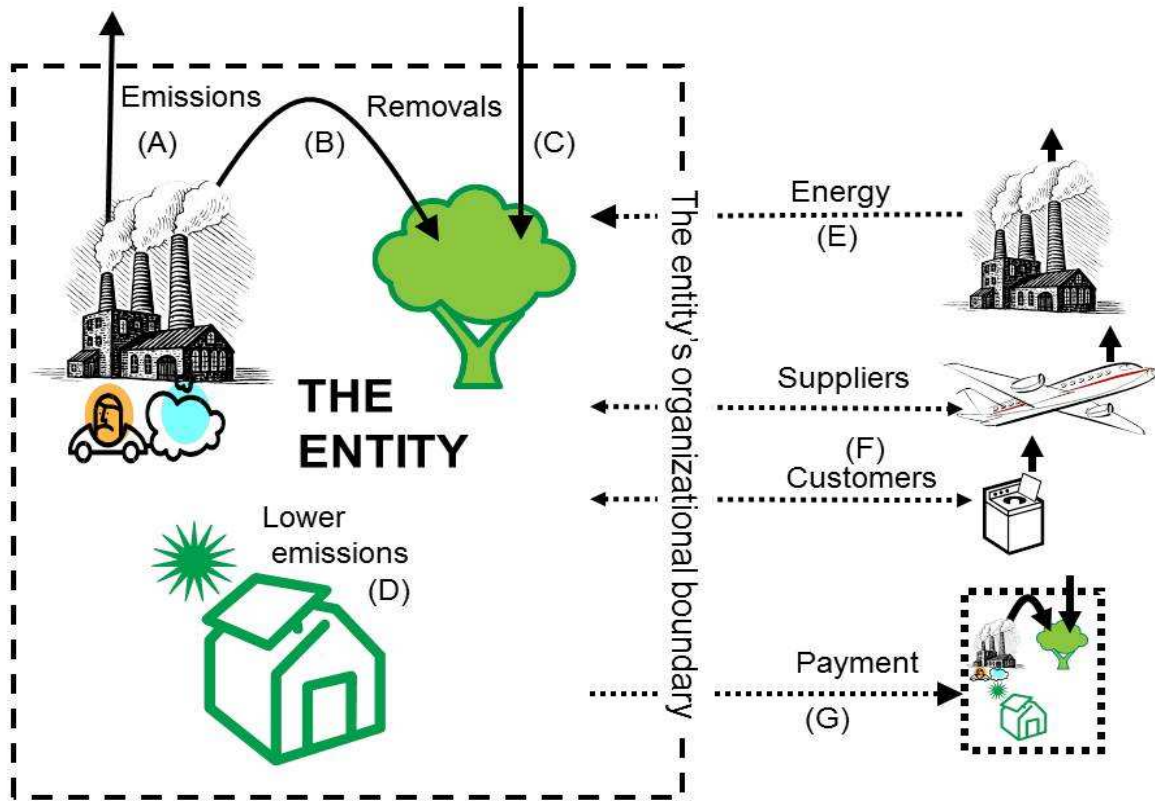 Emissions
(A)
(B)
Removals
(C)
THE
ENTITY
Lower
emissions
(D)
The entity's organizational boundary
Energy
(E)
Suppliers
(F)
Customers
Payment
(G)